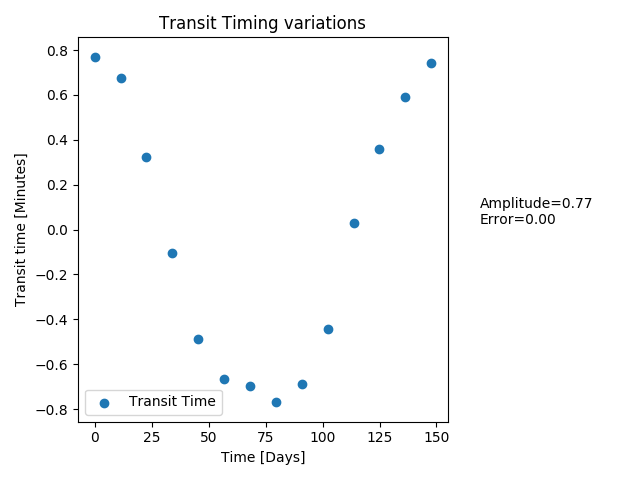 Transit Timing variations
Transit time [Minutes]
0.8
0.6
0.4
0.2
0.0
−0.2
−0.4
−0.6
−0.8
Transit Time
0
25
50
75
100
125
150
Time [Days]
Amplitude=0.77
Error=0.00